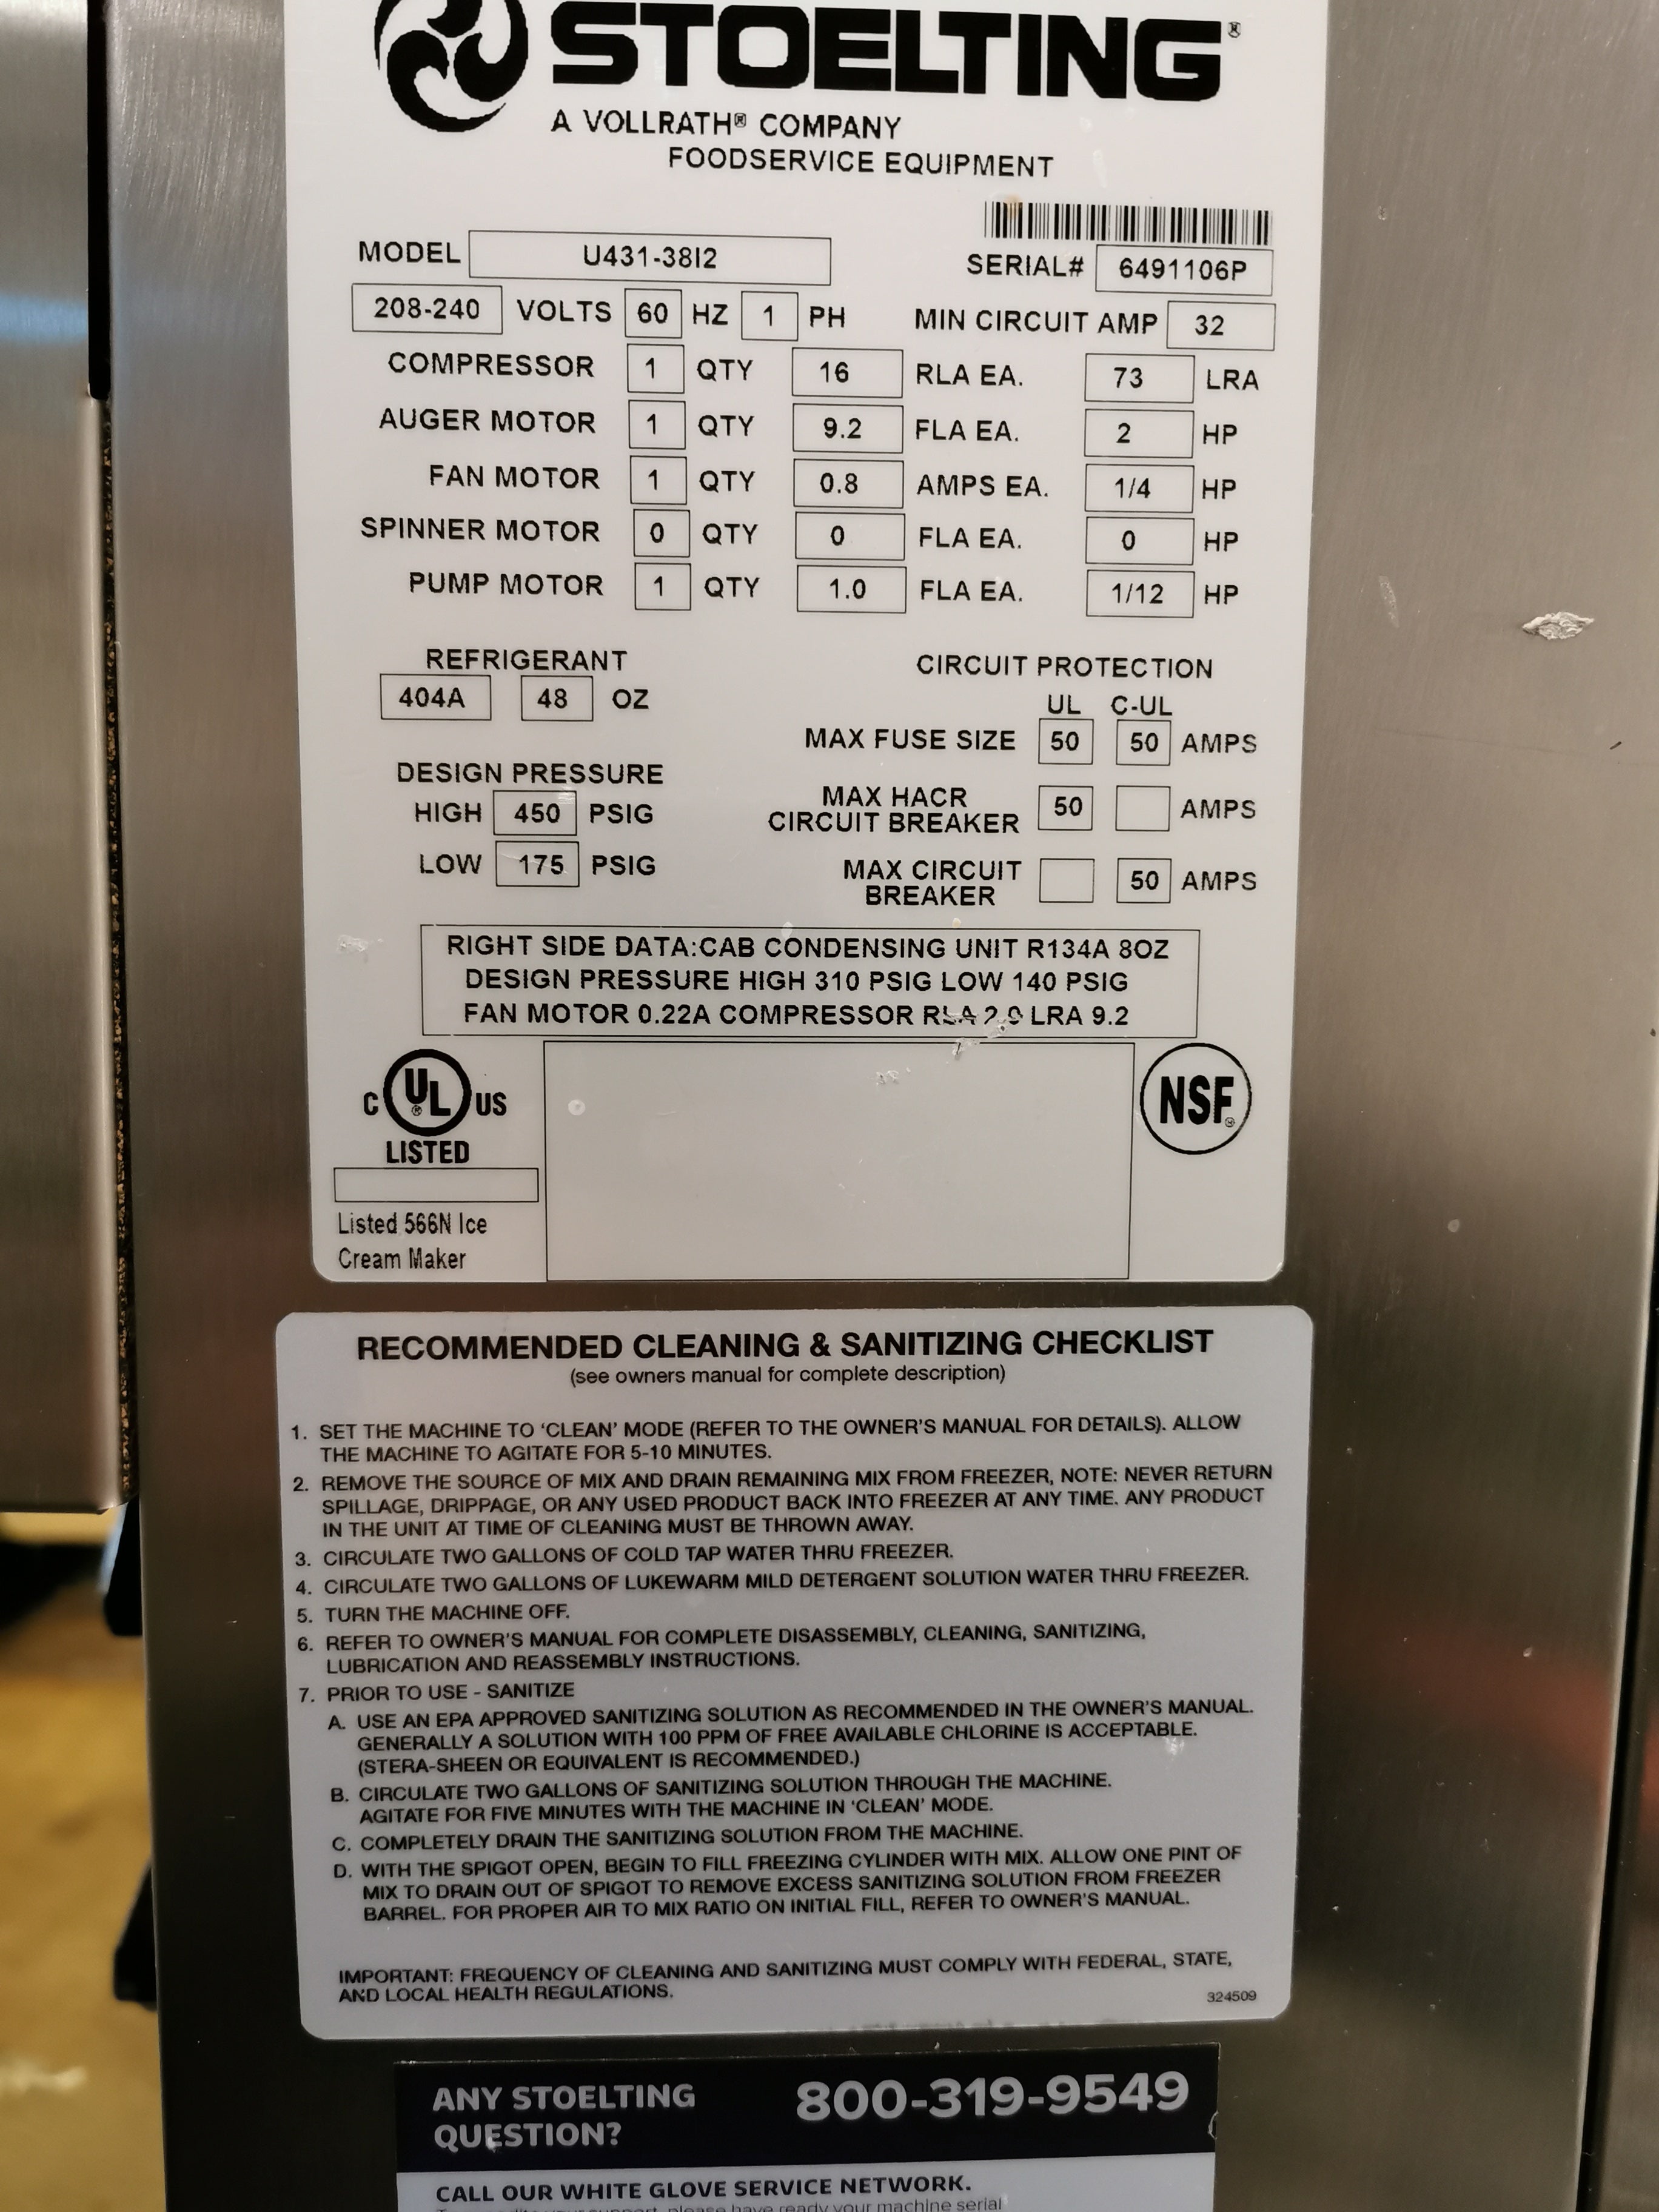 STOELTING®
A VOLLRATH® COMPANY
FOODSERVICE EQUIPMENT
MODEL U431-38I2
SERIAL# 6491106P
208-240 VOLTS 60 HZ 1 PH MIN CIRCUIT AMP 32
COMPRESSOR 1 QTY 16 RLA EA. 73 LRA
AUGER MOTOR 1 QTY 9.2 FLA EA. 2 HP
FAN MOTOR 1 QTY 0.8 AMPS EA. 1/4 HP
SPINNER MOTOR 0 QTY 0 FLA EA. 0 HP
PUMP MOTOR 1 QTY 1.0 FLA EA. 1/12 HP
REFRIGERANT
404A 48 OZ
DESIGN PRESSURE
HIGH 450 PSIG
LOW 175 PSIG
CIRCUIT PROTECTION
UL C-UL
MAX FUSE SIZE 50 50 AMPS
MAX HACR
CIRCUIT BREAKER 50 AMPS
MAX CIRCUIT
BREAKER 50 AMPS
RIGHT SIDE DATA:CAB CONDENSING UNIT R134A 8OZ
DESIGN PRESSURE HIGH 310 PSIG LOW 140 PSIG
FAN MOTOR 0.22A COMPRESSOR RLA LRA 9.2
C UL® US
LISTED
NSF®
Listed 566N Ice
Cream Maker
RECOMMENDED CLEANING & SANITIZING CHECKLIST
(see owners manual for complete description)
1. SET THE MACHINE TO 'CLEAN' MODE (REFER TO THE OWNER'S MANUAL FOR DETAILS). ALLOW
THE MACHINE TO AGITATE FOR 5-10 MINUTES.
2. REMOVE THE SOURCE OF MIX AND DRAIN REMAINING MIX FROM FREEZER, NOTE: NEVER RETURN
SPILLAGE, DRIPPAGE, OR ANY USED PRODUCT BACK INTO FREEZER AT ANY TIME. ANY PRODUCT
IN THE UNIT AT TIME OF CLEANING MUST BE THROWN AWAY.
3. CIRCULATE TWO GALLONS OF COLD TAP WATER THRU FREEZER.
4. CIRCULATE TWO GALLONS OF LUKEWARM MILD DETERGENT SOLUTION WATER THRU FREEZER.
5. TURN THE MACHINE OFF.
6. REFER TO OWNER'S MANUAL FOR COMPLETE DISASSEMBLY, CLEANING, SANITIZING,
LUBRICATION AND REASSEMBLY INSTRUCTIONS.
7. PRIOR TO USE - SANITIZE
A. USE AN EPA APPROVED SANITIZING SOLUTION AS RECOMMENDED IN THE OWNER'S MANUAL.
GENERALLY A SOLUTION WITH 100 PPM OF FREE AVAILABLE CHLORINE IS ACCEPTABLE.
(STERA-SHEEN OR EQUIVALENT IS RECOMMENDED.)
B. CIRCULATE TWO GALLONS OF SANITIZING SOLUTION THROUGH THE MACHINE.
AGITATE FOR FIVE MINUTES WITH THE MACHINE IN 'CLEAN' MODE.
C. COMPLETELY DRAIN THE SANITIZING SOLUTION FROM THE MACHINE.
D. WITH THE SPIGOT OPEN, BEGIN TO FILL FREEZING CYLINDER WITH MIX. ALLOW ONE PINT OF
MIX TO DRAIN OUT OF SPIGOT TO REMOVE EXCESS SANITIZING SOLUTION FROM FREEZER
BARREL. FOR PROPER AIR TO MIX RATIO ON INITIAL FILL, REFER TO OWNER'S MANUAL.
IMPORTANT: FREQUENCY OF CLEANING AND SANITIZING MUST COMPLY WITH FEDERAL, STATE,
AND LOCAL HEALTH REGULATIONS.
324509
ANY STOELTING
QUESTION?
800-319-9549
CALL OUR WHITE GLOVE SERVICE NETWORK.
your support, please have ready your machine serial